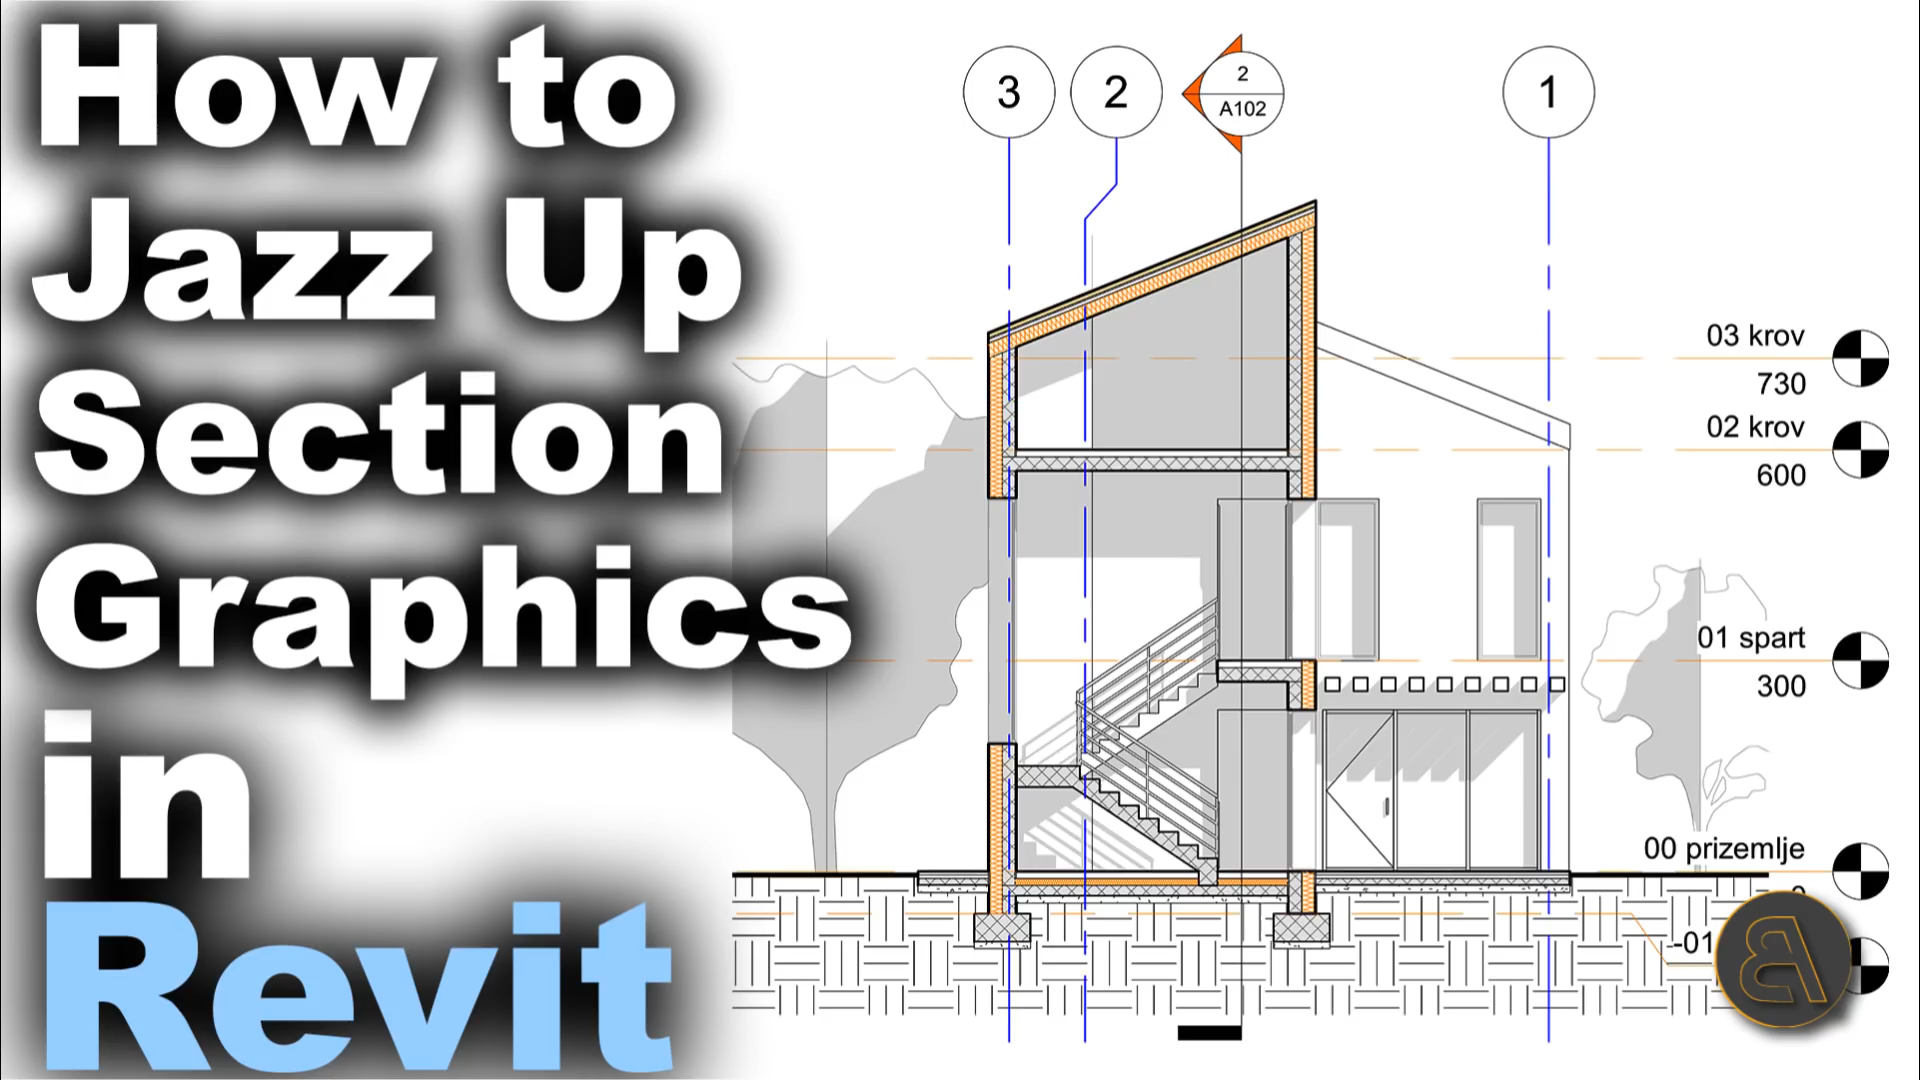 How to
Jazz Up
Section
Graphics
in
Revit
3
2
2
A102
1
03 krov
730
02 krov
600
01 spart
300
00 prizemlje
-01